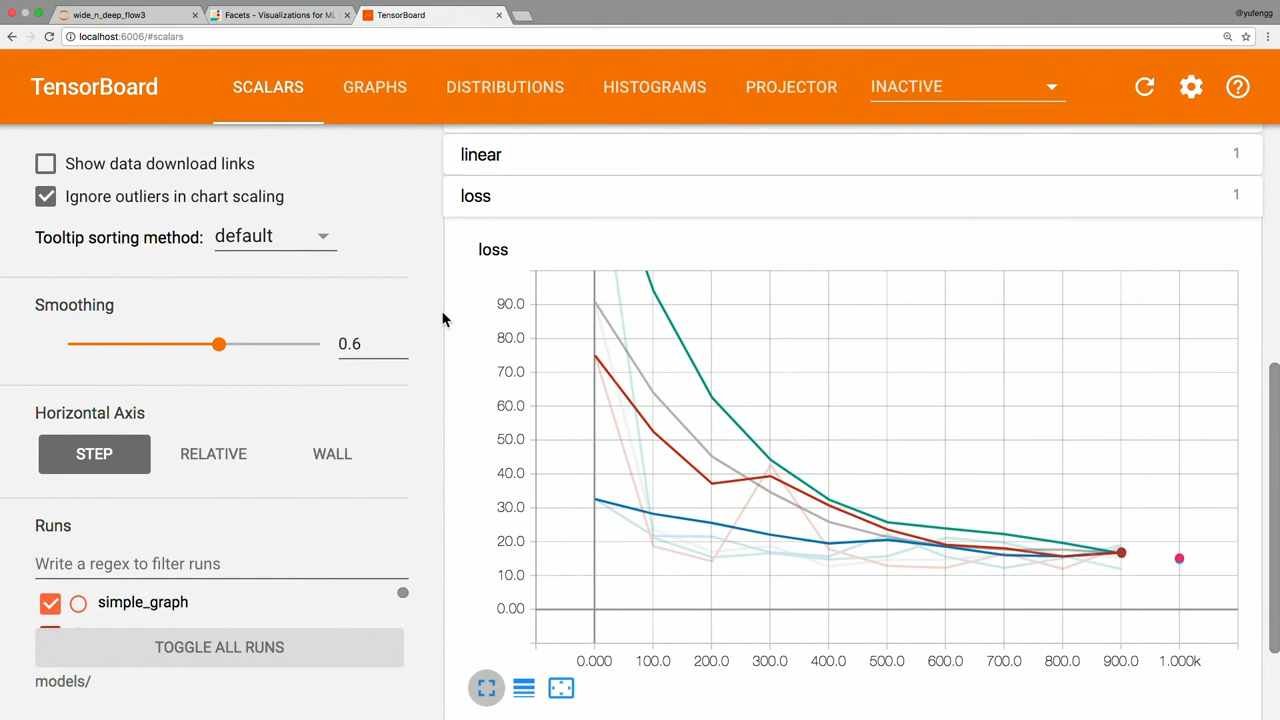 wide_n_deep_flow3
Facets - Visualizations for ML
TensorBoard
@yufengg
localhost:6006/#scalars
TensorBoard
SCALARS
GRAPHS
DISTRIBUTIONS
HISTOGRAMS
PROJECTOR
INACTIVE
Show data download links
Ignore outliers in chart scaling
Tooltip sorting method: default
Smoothing
0.6
Horizontal Axis
STEP
RELATIVE
WALL
Runs
Write a regex to filter runs
simple_graph
TOGGLE ALL RUNS
models/
linear
1
loss
1
loss
90.0
80.0
70.0
60.0
50.0
40.0
30.0
20.0
10.0
0.00
0.000 100.0 200.0 300.0 400.0 500.0 600.0 700.0 800.0 900.0 1.000k